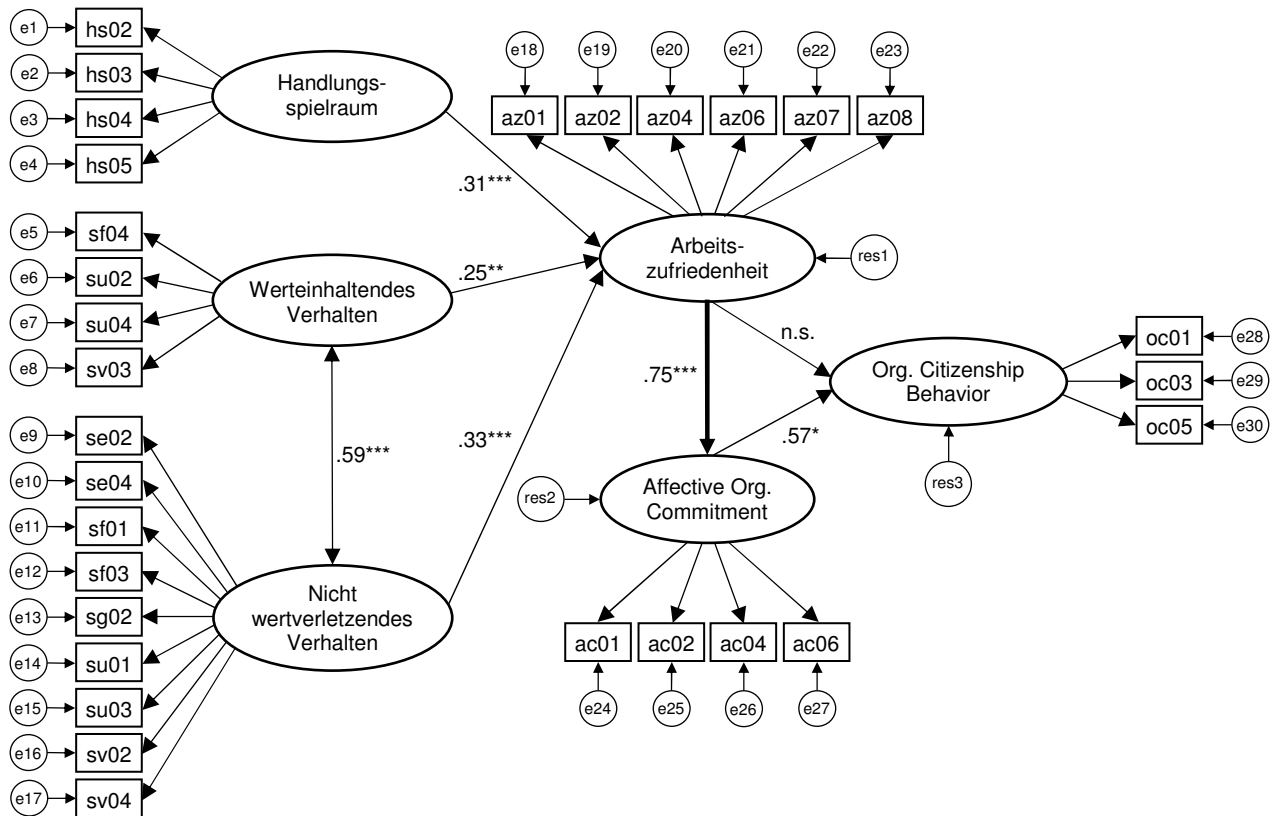 e1
hs02
e2
hs03
e3
hs04
e4
hs05
Handlungs-
spielraum
e18
e19
e20
e21
e22
e23
az01
az02
az04
az06
az07
az08
.31***
e5
sf04
e6
su02
e7
su04
e8
sv03
Werteinhaltendes
Verhalten
.25**
Arbeits-
zufriedenheit
res1
n.s.
.75***
Org. Citizenship
Behavior
oc01
e28
oc03
e29
oc05
e30
res3
.57*
.59***
.33***
e9
se02
e10
se04
e11
sf01
e12
sf03
e13
sg02
e14
su01
e15
su03
e16
sv02
e17
sv04
Nicht
wertverletzendes
Verhalten
res2
Affective Org.
Commitment
ac01
ac02
ac04
ac06
e24
e25
e26
e27